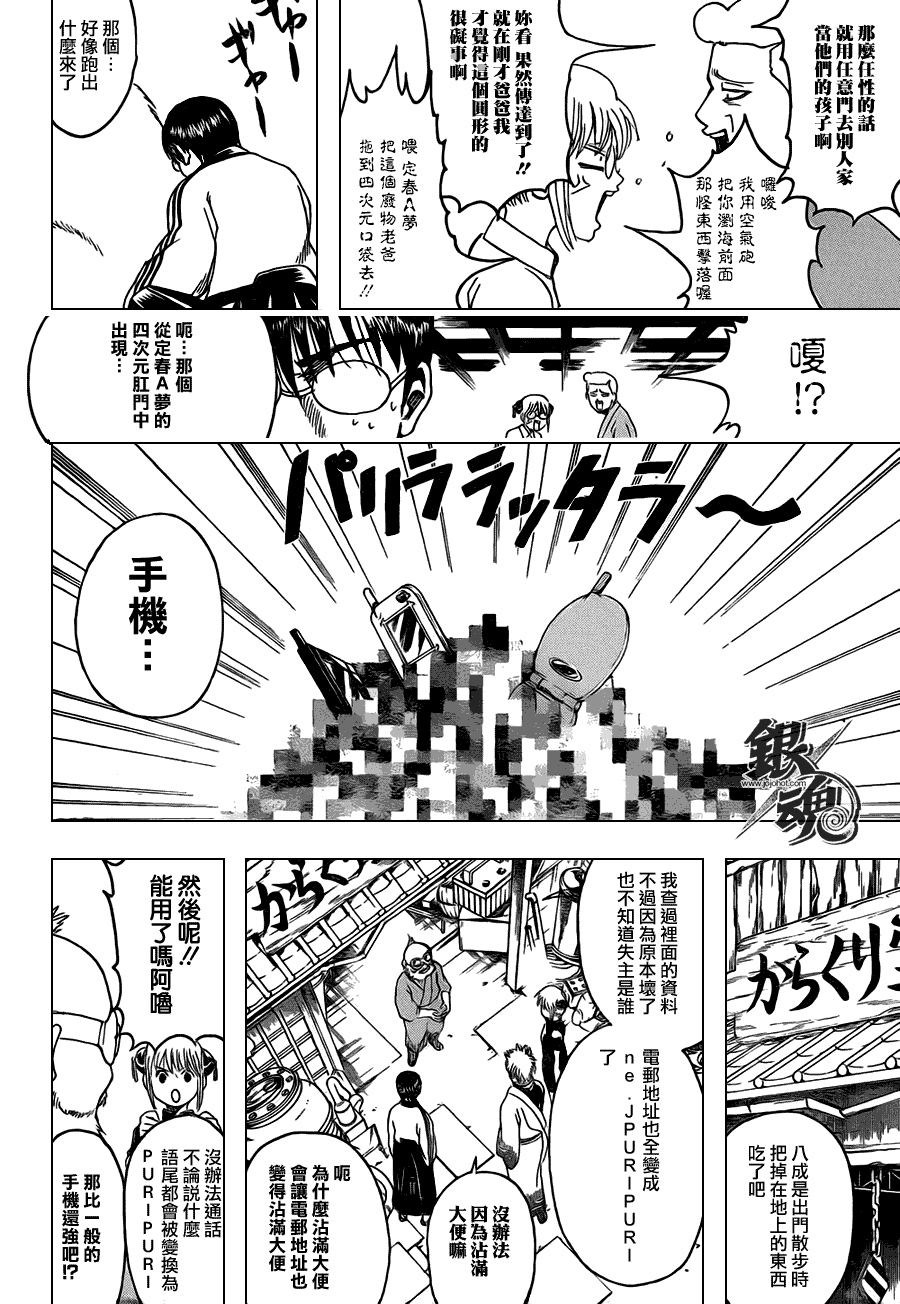 那麼任性的話
就用任意門去別人家
當他們的孩子啊
囉唆
我用空氣砲
把你瀏海前面
那怪東西擊落喔
妳看 果然傳達到了!!
就在剛才爸爸我
才覺得這個圓形的
很礙事啊
喂 定春A夢
把這個廢物老爸
拖到四次元口袋去!!
ギャー
ギャー
那個…
好像跑出
什麼來了
嗄!?
呃…那個
從定春A夢的
四次元肛門中
出現…
パリララッタラ～
手機…
銀魂
www.jojohot.com
からくり
八成是出門散步時
把掉在地上的東西
吃了吧
我查過裡面的資料
不過因為原本壞了
也不知道失主是誰
電郵地址也全變成
ne.JPURIPURI
了
からく
沒辦法
因為沾滿
大便嘛
呃
為什麼沾滿大便
會讓電郵地址也
變得沾滿大便
然後呢!!
能用了嗎阿嚕
沒辦法通話
不論說什麼
語尾都會被變換為
PURIPURI
那比一般的
手機還強吧!?